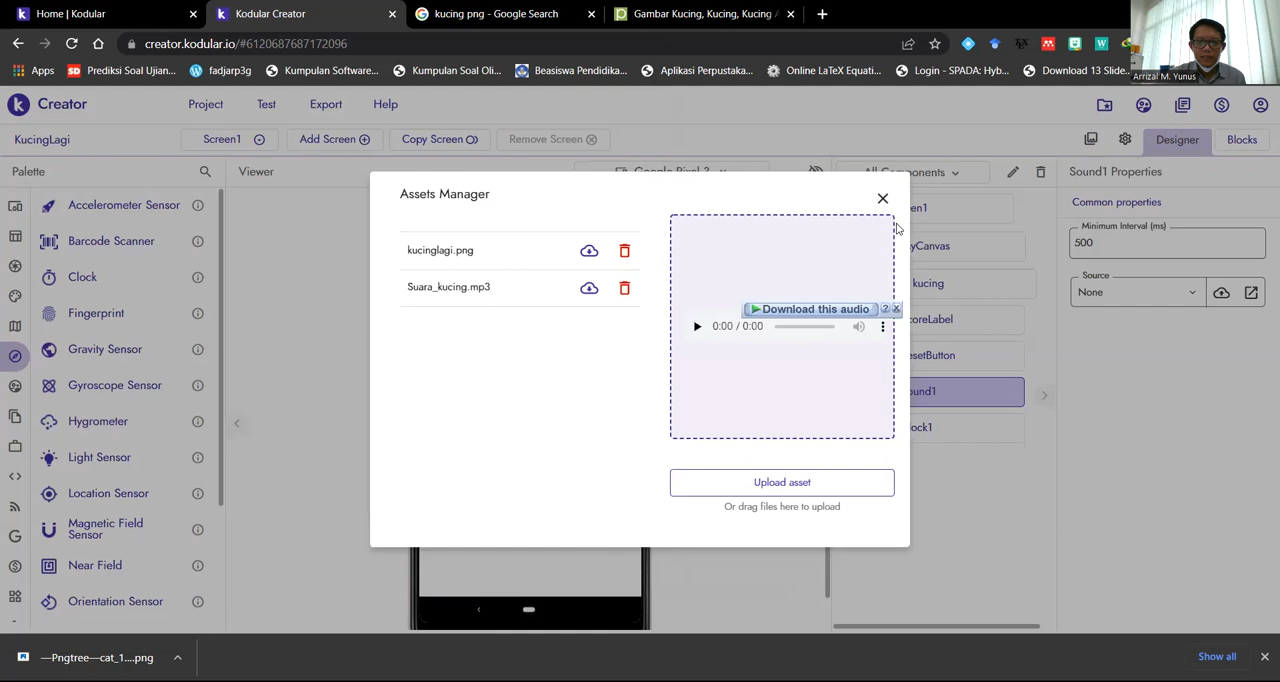 Home | Kodular
Kodular Creator
kucing png - Google Search
Gambar Kucing, Kucing, Kucing
creator.kodular.io/#6120687687172096
Apps
Prediksi Soal Ujian...
fadjarp3g
Kumpulan Software...
Kumpulan Soal Oli...
Beasiswa Pendidika...
Aplikasi Perpustaka...
Online LaTeX Equati...
Login - SPADA: Hyb...
Download 13 Slide...
Arrizal M. Yunus
Creator
Project
Test
Export
Help
KucingLagi
Screen1
Add Screen
Copy Screen
Remove Screen
Designer
Blocks
Palette
Viewer
All Components
Sound1 Properties
Accelerometer Sensor
Barcode Scanner
Clock
Fingerprint
Gravity Sensor
Gyroscope Sensor
Hygrometer
Light Sensor
Location Sensor
Magnetic Field
Sensor
Near Field
Orientation Sensor
Assets Manager
kucinglagi.png
Suara_kucing.mp3
Download this audio
0:00 / 0:00
Upload asset
Or drag files here to upload
en1
yCanvas
kucing
coreLabel
esetButton
ound1
lock1
Common properties
Minimum Interval (ms)
500
Source
None
—Pngtree—cat_1....png
Show all